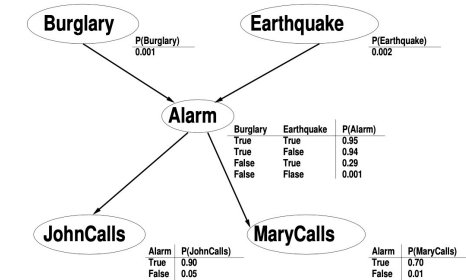 Burglary
P(Burglary)
0.001
Earthquake
P(Earthquake)
0.002
Alarm
Burglary Earthquake P(Alarm)
True True 0.95
True False 0.94
False True 0.29
False Flase 0.001
JohnCalls
Alarm P(JohnCalls)
True 0.90
False 0.05
MaryCalls
Alarm P(MaryCalls)
True 0.70
False 0.01